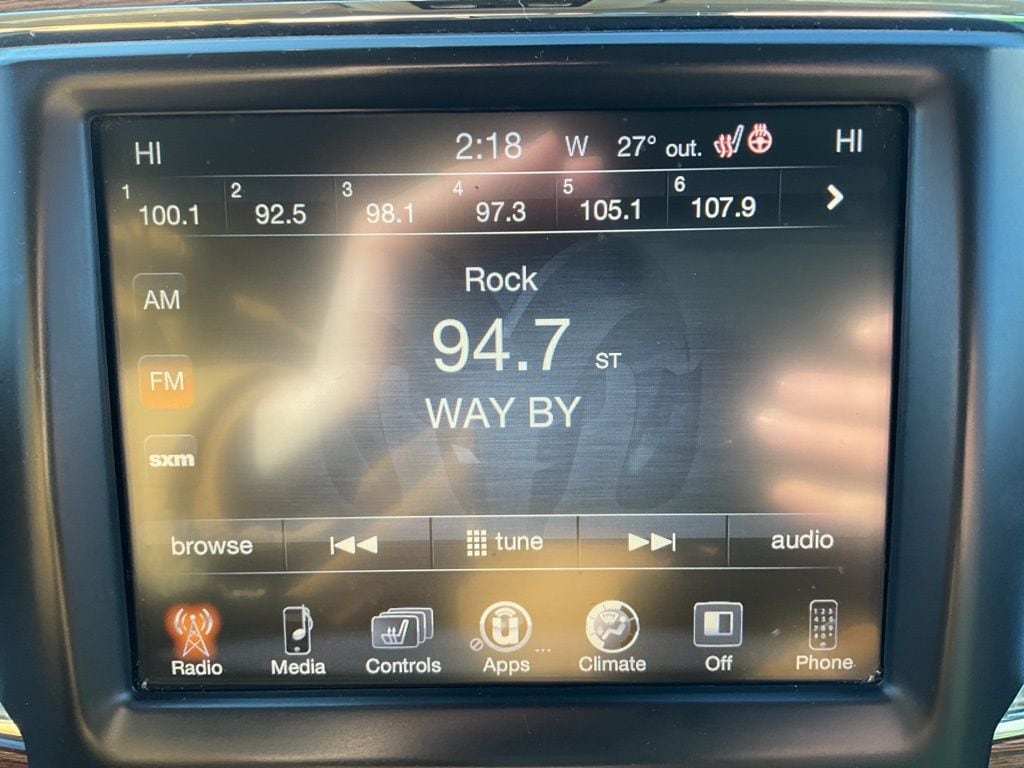 HI 2:18 W 27° out. HI
1 100.1 2 92.5 3 98.1 4 97.3 5 105.1 6 107.9
Rock
AM
94.7 ST
FM
WAY BY
sxm
browse tune audio
Radio Media Controls Apps Climate Off Phone